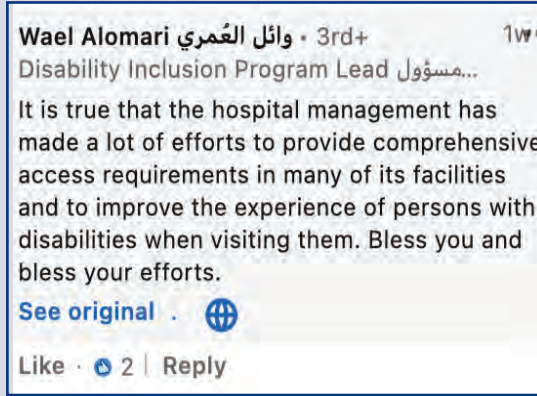 Wael Alomari وائل العُمري • 3rd+ 1w
Disability Inclusion Program Lead مسؤول...
It is true that the hospital management has
made a lot of efforts to provide comprehensive
access requirements in many of its facilities
and to improve the experience of persons with
disabilities when visiting them. Bless you and
bless your efforts.
See original .
Like · 2 | Reply